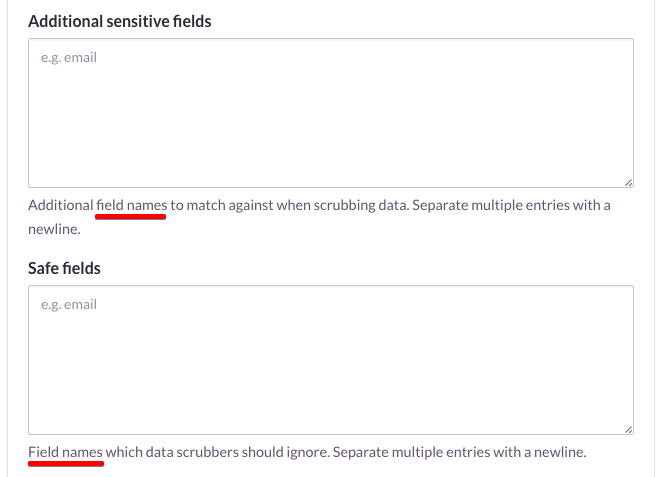 Additional sensitive fields
e.g. email
Additional field names to match against when scrubbing data. Separate multiple entries with a
newline.
Safe fields
e.g. email
Field names which data scrubbers should ignore. Separate multiple entries with a newline.